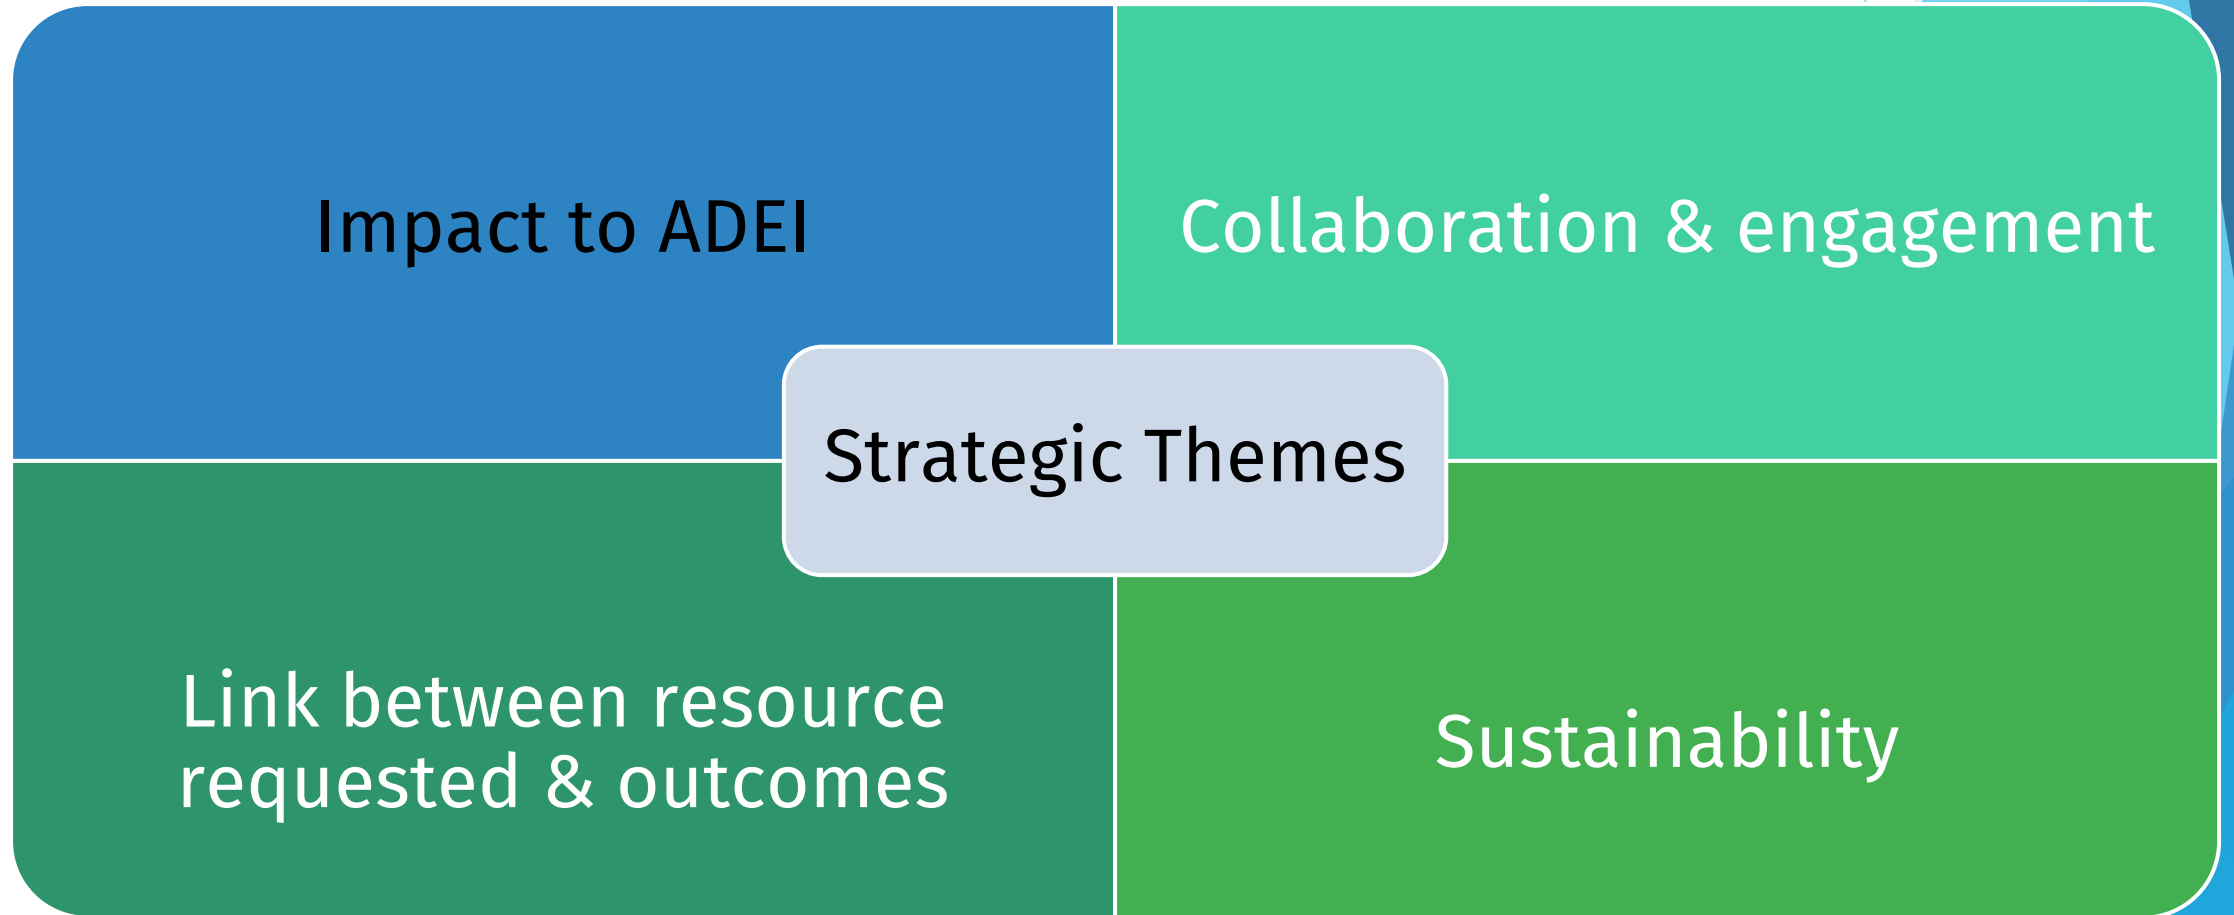 Impact to ADEI
Collaboration & engagement
Strategic Themes
Link between resource
requested & outcomes
Sustainability